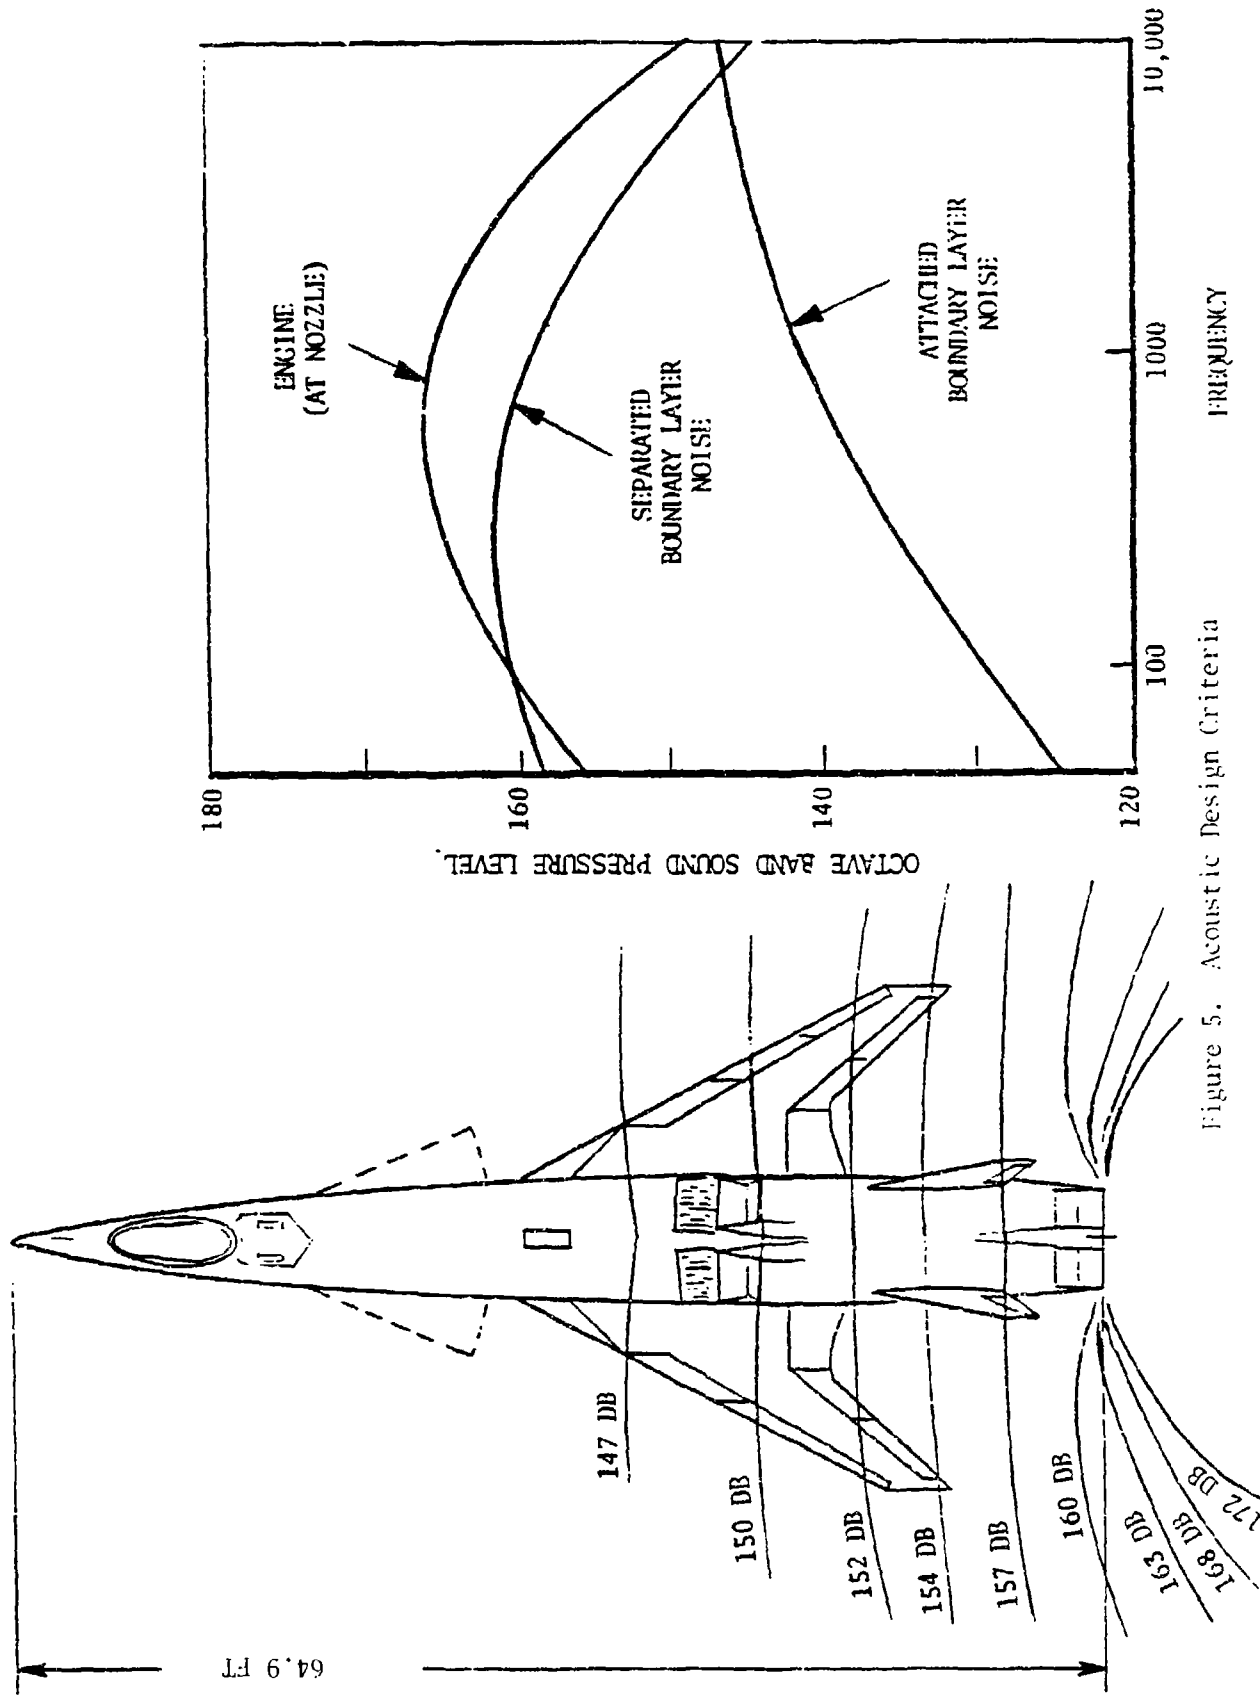 180
160
140
120
OCTAVE BAND SOUND PRESSURE LEVEL.
ENGINE
(AT NOZZLE)
SEPARATED
BOUNDARY LAYER
NOISE
ATTACHED
BOUNDARY LAYER
NOISE
100
1000
10,000
FREQUENCY
64.9 FT
147 DB
150 DB
152 DB
154 DB
157 DB
160 DB
163 DB
168 DB
172 DB
Figure 5. Acoustic Design Criteria